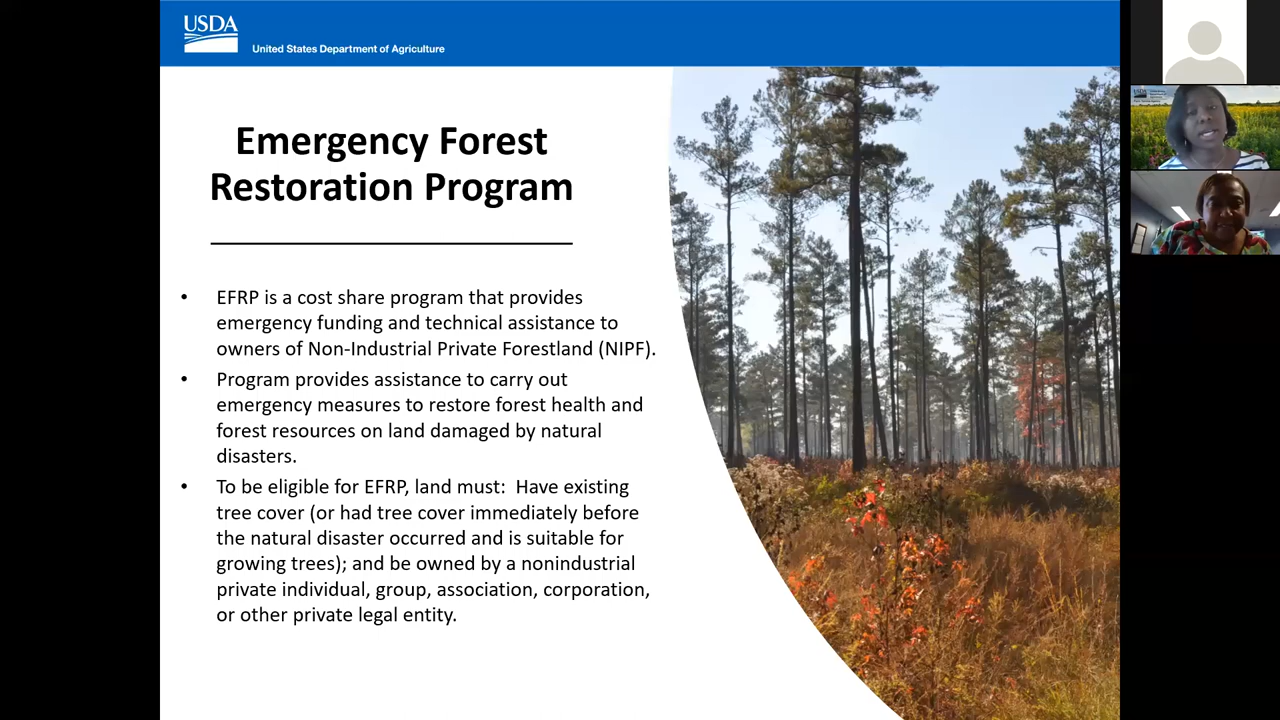 USDA
United States Department of Agriculture
Emergency Forest
Restoration Program
• EFRP is a cost share program that provides
emergency funding and technical assistance to
owners of Non-Industrial Private Forestland (NIPF).
• Program provides assistance to carry out
emergency measures to restore forest health and
forest resources on land damaged by natural
disasters.
• To be eligible for EFRP, land must:  Have existing
tree cover (or had tree cover immediately before
the natural disaster occurred and is suitable for
growing trees); and be owned by a nonindustrial
private individual, group, association, corporation,
or other private legal entity.